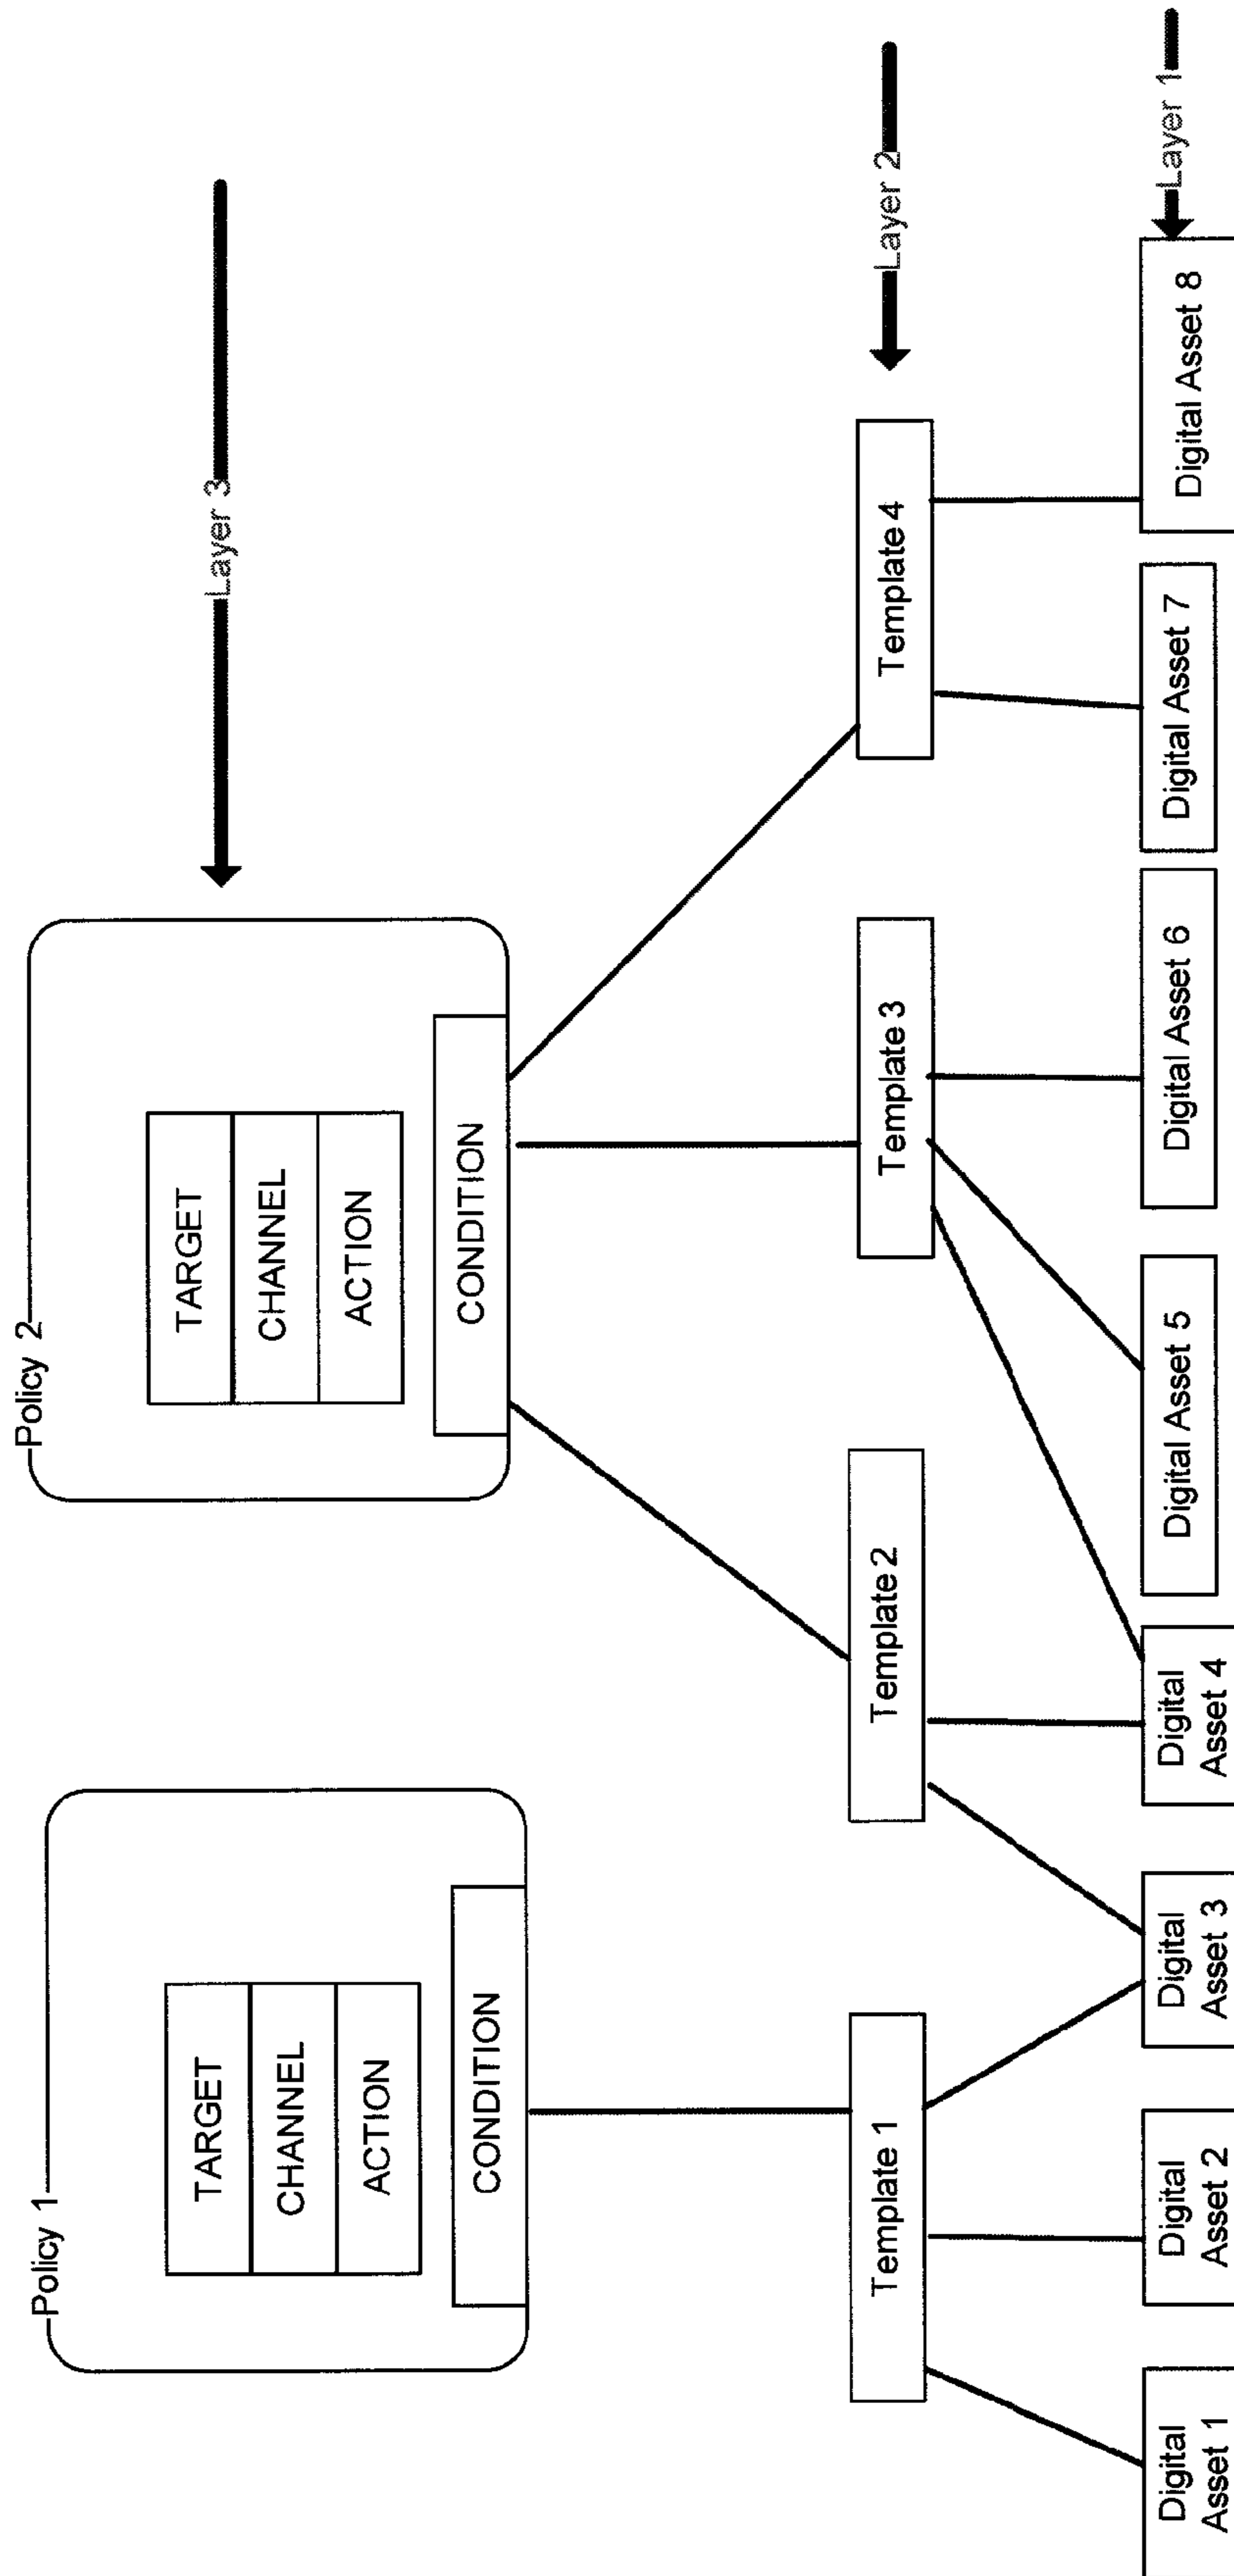 Policy 1
TARGET
CHANNEL
ACTION
CONDITION
Policy 2
TARGET
CHANNEL
ACTION
CONDITION
Layer 3
Template 1
Template 2
Template 3
Template 4
Layer 2
Digital
Asset 1
Digital
Asset 2
Digital
Asset 3
Digital
Asset 4
Digital Asset 5
Digital Asset 6
Digital Asset 7
Digital Asset 8
Layer 1